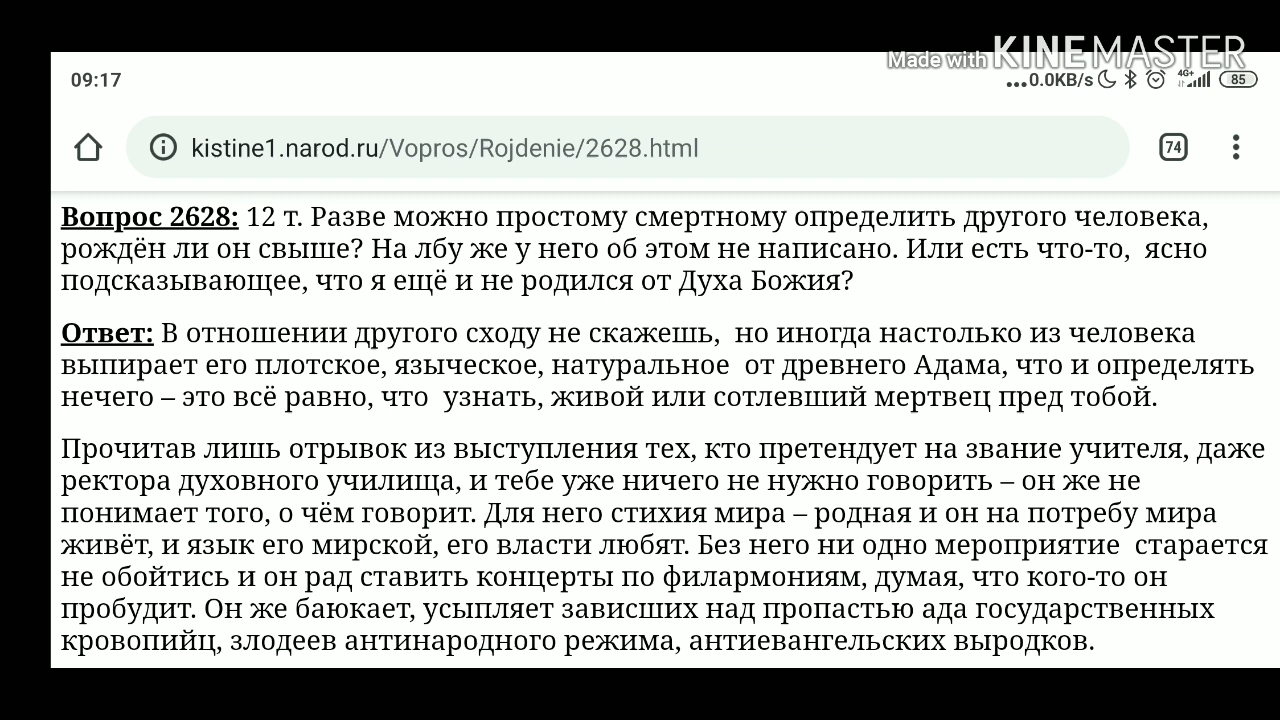 Made with KINEMASTER
09:17
...0.0KB/s 4G+ 85
kistine1.narod.ru/Vopros/Rojdenie/2628.html 74
Вопрос 2628: 12 т. Разве можно простому смертному определить другого человека,
рождён ли он свыше? На лбу же у него об этом не написано. Или есть что-то, ясно
подсказывающее, что я ещё и не родился от Духа Божия?
Ответ: В отношении другого сходу не скажешь, но иногда настолько из человека
выпирает его плотское, языческое, натуральное от древнего Адама, что и определять
нечего – это всё равно, что узнать, живой или сотлевший мертвец пред тобой.
Прочитав лишь отрывок из выступления тех, кто претендует на звание учителя, даже
ректора духовного училища, и тебе уже ничего не нужно говорить – он же не
понимает того, о чём говорит. Для него стихия мира – родная и он на потребу мира
живёт, и язык его мирской, его власти любят. Без него ни одно мероприятие старается
не обойтись и он рад ставить концерты по филармониям, думая, что кого-то он
пробудит. Он же баюкает, усыпляет зависших над пропастью ада государственных
кровопийц, злодеев антинародного режима, антиевангельских выродков.